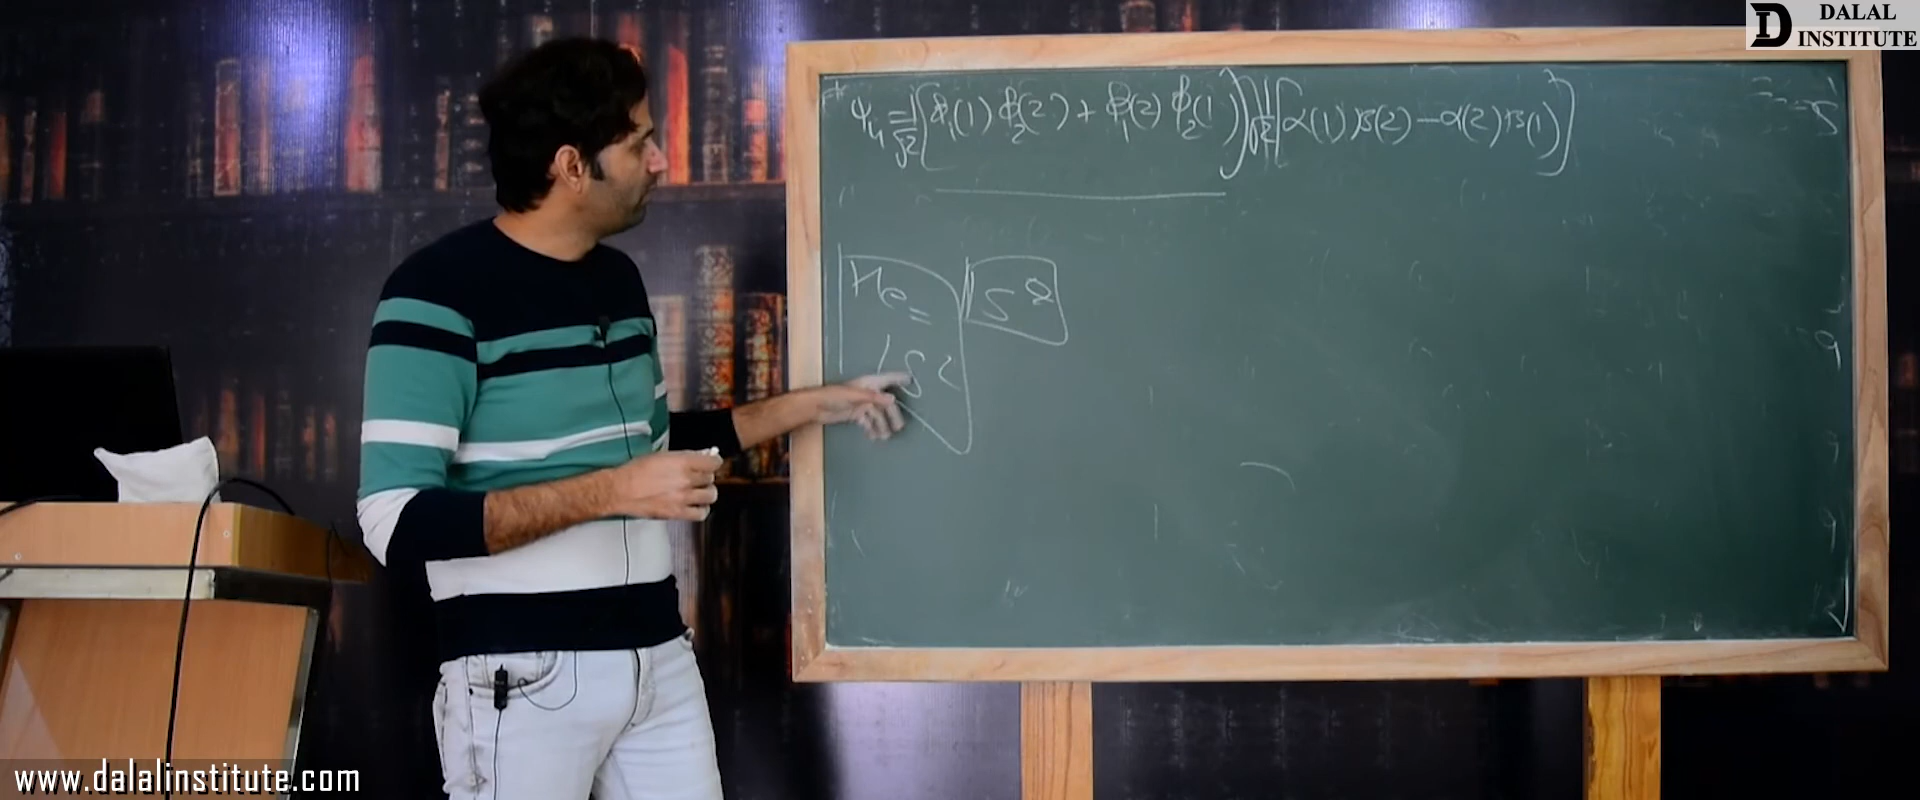 DALAL
INSTITUTE
ψ₄ = 1/√2 [ϕ₁(1) ϕ₂(2) + ϕ₁(2) ϕ₂(1)] 1/√2 [α(1) β(2) − α(2) β(1)]
He =
1S2
www.dalalinstitute.com